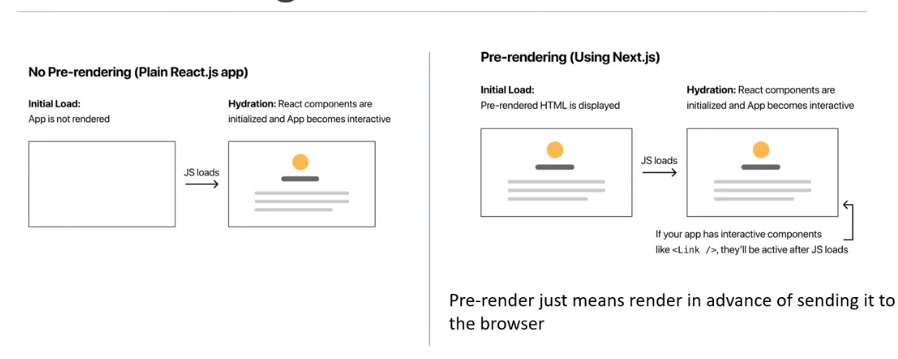 No Pre-rendering (Plain React.js app)
Initial Load:
App is not rendered
Hydration: React components are
initialized and App becomes interactive
JS loads
Pre-rendering (Using Next.js)
Initial Load:
Pre-rendered HTML is displayed
Hydration: React components are
initialized and App becomes interactive
JS loads
If your app has interactive components
like <Link />, they'll be active after JS loads
Pre-render just means render in advance of sending it to
the browser